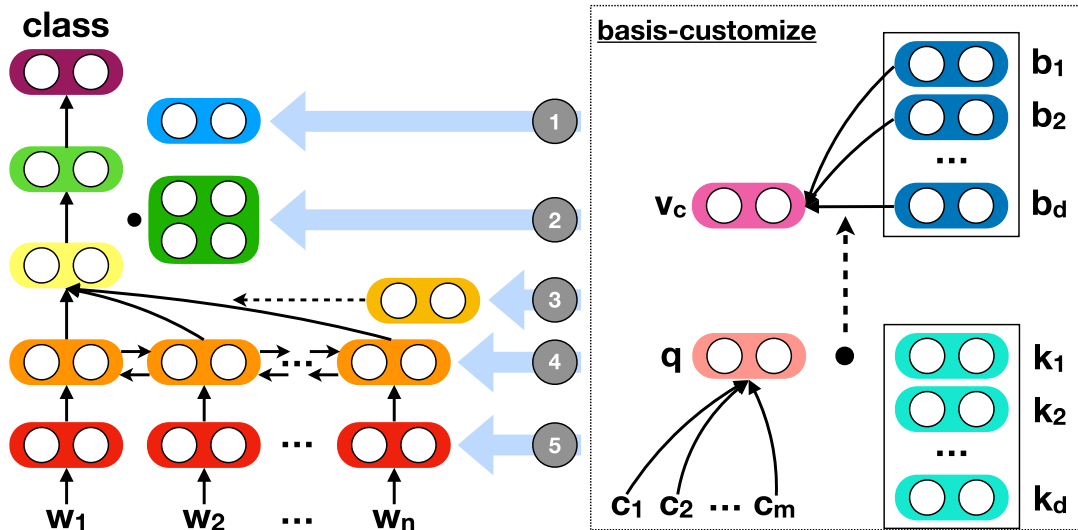 class
1
2
3
4
5
w1 w2 ... wn
basis-customize
b1
b2
...
bd
vc
q
k1
k2
...
kd
c1 c2 ... cm